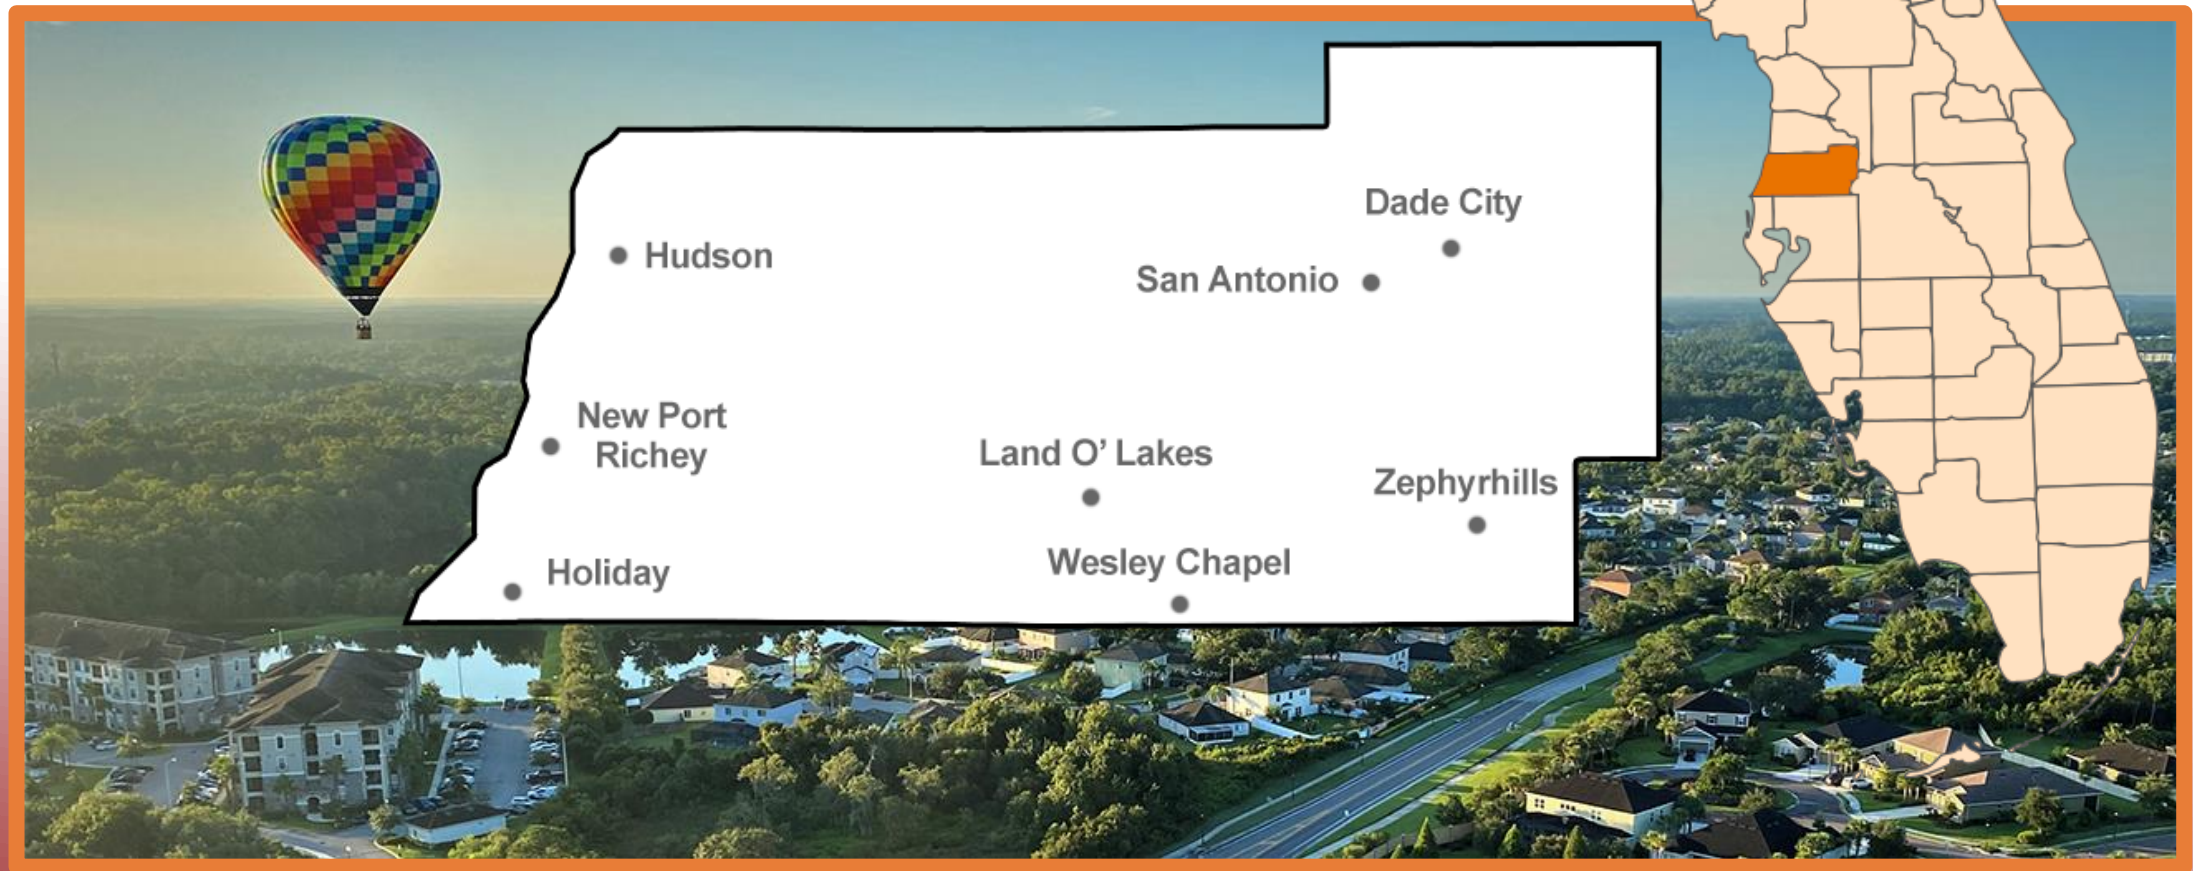 Dade City
Hudson
San Antonio
New Port
Richey
Land O’ Lakes
Zephyrhills
Wesley Chapel
Holiday